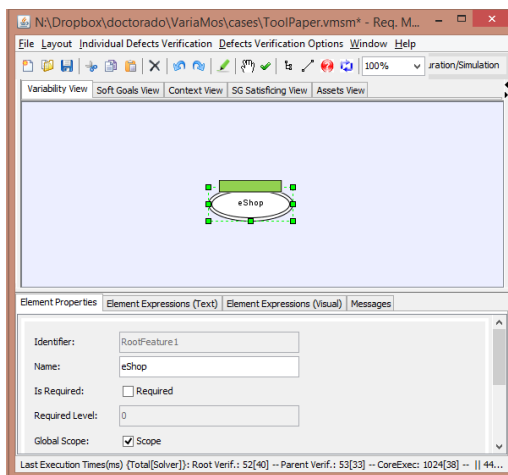 N:\Dropbox\doctorado\VariaMos\cases\ToolPaper.vmsm* - Req. M...
File Layout Individual Defects Verification Defects Verification Options Window Help
100% uration/Simulation
Variability View Soft Goals View Context View SG Satisficing View Assets View
eShop
Element Properties Element Expressions (Text) Element Expressions (Visual) Messages
Identifier: RootFeature1
Name: eShop
Is Required: Required
Required Level: 0
Global Scope: Scope
Last Execution Times(ms) {Total[Solver]}: Root Verif.: 52[40] -- Parent Verif.: 53[33] -- CoreExec: 1024[38] -- || 44...